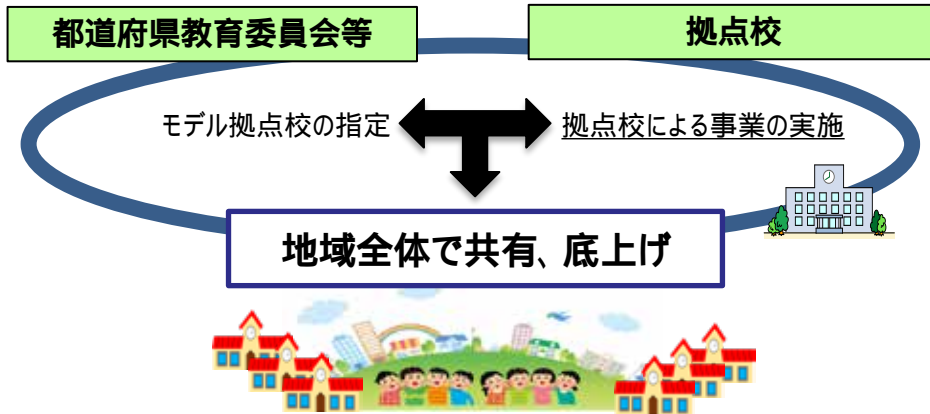 都道府県教育委員会等
拠点校
モデル拠点校の指定
拠点校による事業の実施
地域全体で共有、底上げ